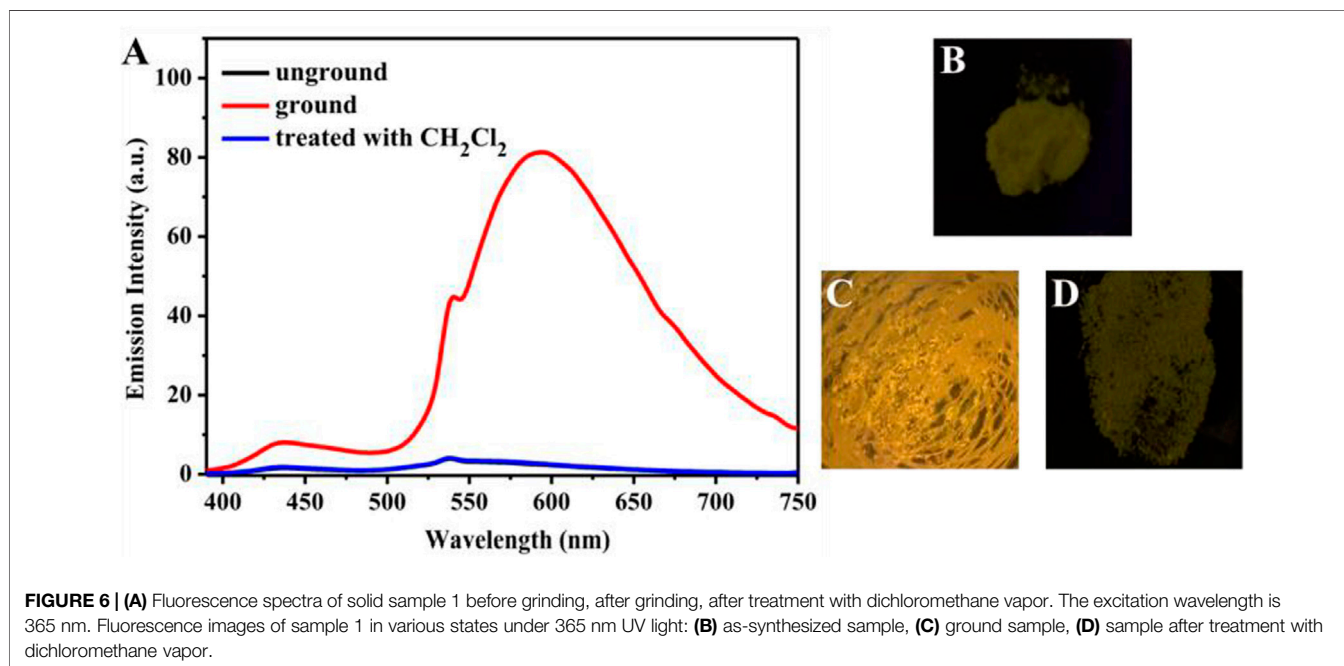 A
100
80
60
40
20
0
Emission Intensity (a.u.)
unground
ground
treated with CH₂Cl₂
400 450 500 550 600 650 700 750
Wavelength (nm)
B
C
D
FIGURE 6 | (A) Fluorescence spectra of solid sample 1 before grinding, after grinding, after treatment with dichloromethane vapor. The excitation wavelength is
365 nm. Fluorescence images of sample 1 in various states under 365 nm UV light: (B) as-synthesized sample, (C) ground sample, (D) sample after treatment with
dichloromethane vapor.